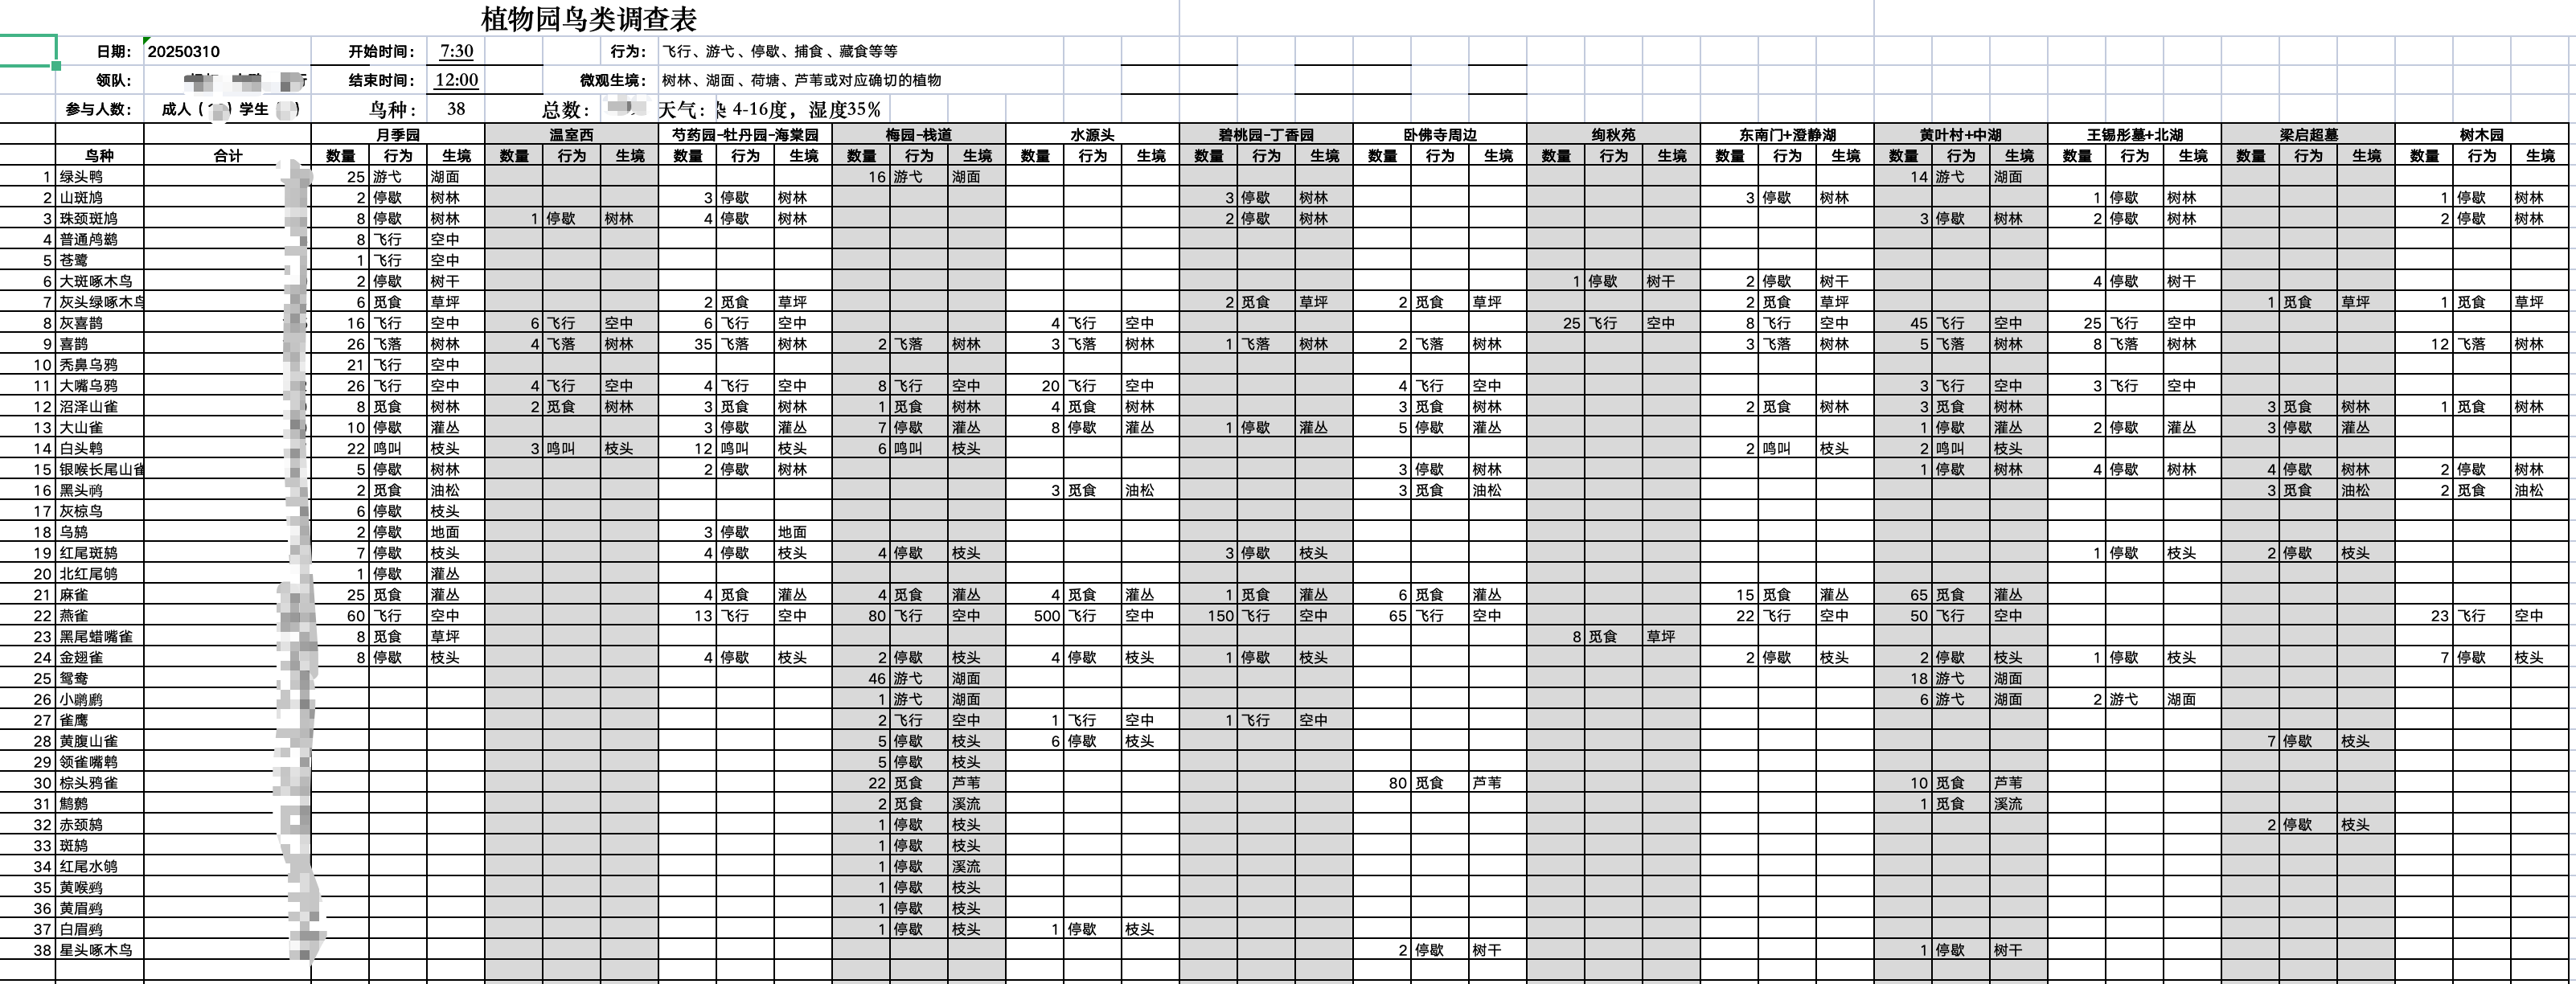 植物园鸟类调查表
日期： 20250310 开始时间： 7:30 行为： 飞行、游弋、停歇、捕食、藏食等等
领队： 结束时间： 12:00 微观生境： 树林、湖面、荷塘、芦苇或对应确切的植物
参与人数： 成人（ ）学生 ） 鸟种： 38 总数： 天气： 4-16度，湿度35%
月季园 温室西 芍药园-牡丹园-海棠园 梅园-栈道 水源头 碧桃园-丁香园 卧佛寺周边 绚秋苑 东南门+澄静湖 黄叶村+中湖 王锡彤墓+北湖 梁启超墓 树木园
鸟种 合计 数量 行为 生境 数量 行为 生境 数量 行为 生境 数量 行为 生境 数量 行为 生境 数量 行为 生境 数量 行为 生境 数量 行为 生境 数量 行为 生境 数量 行为 生境 数量 行为 生境 数量 行为 生境 数量 行为 生境
1 绿头鸭 25 游弋 湖面 16 游弋 湖面 14 游弋 湖面
2 山斑鸠 2 停歇 树林 3 停歇 树林 3 停歇 树林 3 停歇 树林 1 停歇 树林 1 停歇 树林
3 珠颈斑鸠 8 停歇 树林 1 停歇 树林 4 停歇 树林 2 停歇 树林 3 停歇 树林 2 停歇 树林 2 停歇 树林
4 普通鸬鹚 8 飞行 空中
5 苍鹭 1 飞行 空中
6 大斑啄木鸟 2 停歇 树干 1 停歇 树干 2 停歇 树干 4 停歇 树干
7 灰头绿啄木鸟 6 觅食 草坪 2 觅食 草坪 2 觅食 草坪 2 觅食 草坪 2 觅食 草坪 1 觅食 草坪 1 觅食 草坪
8 灰喜鹊 16 飞行 空中 6 飞行 空中 6 飞行 空中 4 飞行 空中 25 飞行 空中 8 飞行 空中 45 飞行 空中 25 飞行 空中
9 喜鹊 26 飞落 树林 4 飞落 树林 35 飞落 树林 2 飞落 树林 3 飞落 树林 1 飞落 树林 2 飞落 树林 3 飞落 树林 5 飞落 树林 8 飞落 树林 12 飞落 树林
10 秃鼻乌鸦 21 飞行 空中
11 大嘴乌鸦 26 飞行 空中 4 飞行 空中 4 飞行 空中 8 飞行 空中 20 飞行 空中 4 飞行 空中 3 飞行 空中 3 飞行 空中
12 沼泽山雀 8 觅食 树林 2 觅食 树林 3 觅食 树林 1 觅食 树林 4 觅食 树林 3 觅食 树林 2 觅食 树林 3 觅食 树林 3 觅食 树林 1 觅食 树林
13 大山雀 10 停歇 灌丛 3 停歇 灌丛 7 停歇 灌丛 8 停歇 灌丛 1 停歇 灌丛 5 停歇 灌丛 1 停歇 灌丛 2 停歇 灌丛 3 停歇 灌丛
14 白头鹎 22 鸣叫 枝头 3 鸣叫 枝头 12 鸣叫 枝头 6 鸣叫 枝头 2 鸣叫 枝头 2 鸣叫 枝头
15 银喉长尾山雀 5 停歇 树林 2 停歇 树林 3 停歇 树林 1 停歇 树林 4 停歇 树林 4 停歇 树林 2 停歇 树林
16 黑头䴓 2 觅食 油松 3 觅食 油松 3 觅食 油松 3 觅食 油松 2 觅食 油松
17 灰椋鸟 6 停歇 枝头
18 乌鸫 2 停歇 地面 3 停歇 地面
19 红尾斑鸫 7 停歇 枝头 4 停歇 枝头 4 停歇 枝头 3 停歇 枝头 1 停歇 枝头 2 停歇 枝头
20 北红尾鸲 1 停歇 灌丛
21 麻雀 25 觅食 灌丛 4 觅食 灌丛 4 觅食 灌丛 4 觅食 灌丛 1 觅食 灌丛 6 觅食 灌丛 15 觅食 灌丛 65 觅食 灌丛
22 燕雀 60 飞行 空中 13 飞行 空中 80 飞行 空中 500 飞行 空中 150 飞行 空中 65 飞行 空中 22 飞行 空中 50 飞行 空中 23 飞行 空中
23 黑尾蜡嘴雀 8 觅食 草坪 8 觅食 草坪
24 金翅雀 8 停歇 枝头 4 停歇 枝头 2 停歇 枝头 4 停歇 枝头 1 停歇 枝头 2 停歇 枝头 2 停歇 枝头 1 停歇 枝头 7 停歇 枝头
25 鸳鸯 46 游弋 湖面 18 游弋 湖面
26 小䴙䴘 1 游弋 湖面 6 游弋 湖面 2 游弋 湖面
27 雀鹰 2 飞行 空中 1 飞行 空中 1 飞行 空中
28 黄腹山雀 5 停歇 枝头 6 停歇 枝头 7 停歇 枝头
29 领雀嘴鹎 5 停歇 枝头
30 棕头鸦雀 22 觅食 芦苇 80 觅食 芦苇 10 觅食 芦苇
31 鹪鹩 2 觅食 溪流 1 觅食 溪流
32 赤颈鸫 1 停歇 枝头 2 停歇 枝头
33 斑鸫 1 停歇 枝头
34 红尾水鸲 1 停歇 溪流
35 黄喉鹀 1 停歇 枝头
36 黄眉鹀 1 停歇 枝头
37 白眉鹀 1 停歇 枝头 1 停歇 枝头
38 星头啄木鸟 2 停歇 树干 1 停歇 树干